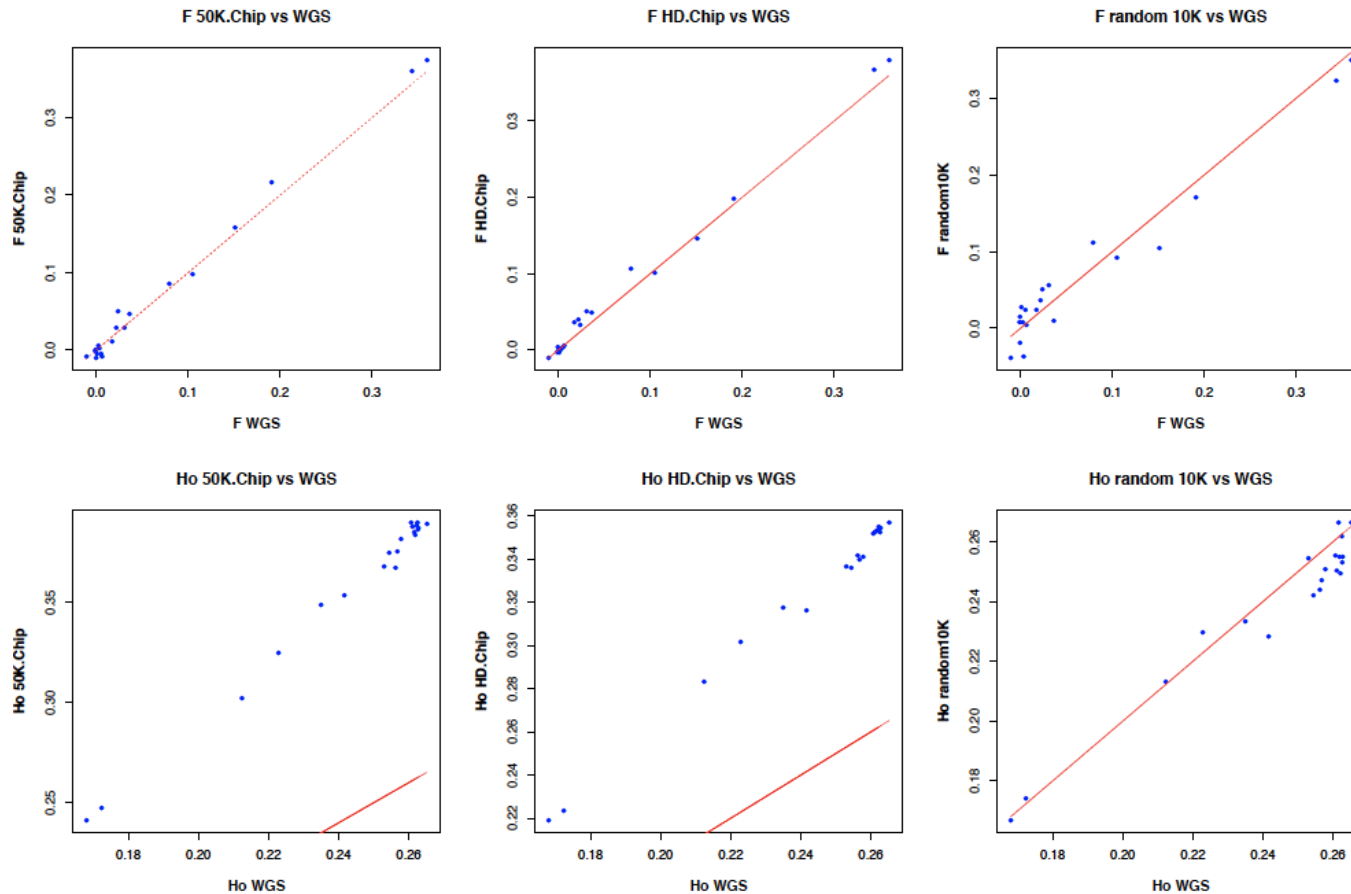 F 50K.Chip vs WGS
F 50K.Chip
0.0 0.1 0.2 0.3
0.0 0.1 0.2 0.3
F WGS
F HD.Chip vs WGS
F HD.Chip
0.0 0.1 0.2 0.3
0.0 0.1 0.2 0.3
F WGS
F random 10K vs WGS
F random10K
0.0 0.1 0.2 0.3
0.0 0.1 0.2 0.3
F WGS
Ho 50K.Chip vs WGS
Ho 50K.Chip
0.25 0.30 0.35
0.18 0.20 0.22 0.24 0.26
Ho WGS
Ho HD.Chip vs WGS
Ho HD.Chip
0.22 0.24 0.26 0.28 0.30 0.32 0.34 0.36
0.18 0.20 0.22 0.24 0.26
Ho WGS
Ho random 10K vs WGS
Ho random10K
0.18 0.20 0.22 0.24 0.26
0.18 0.20 0.22 0.24 0.26
Ho WGS